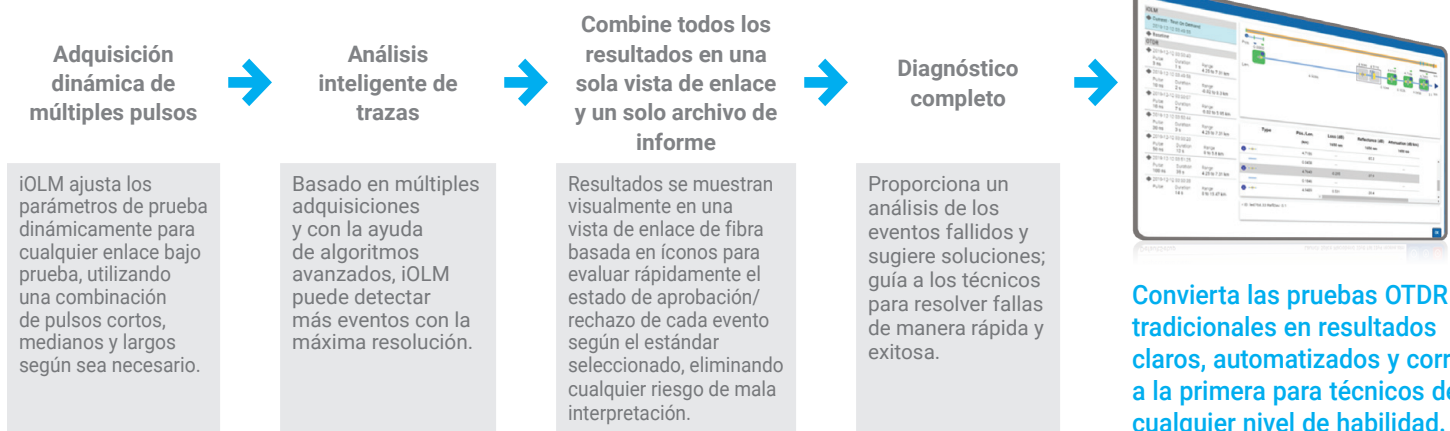 Adquisición
dinámica de
múltiples pulsos
iOLM ajusta los
parámetros de prueba
dinámicamente para
cualquier enlace bajo
prueba, utilizando
una combinación
de pulsos cortos,
medianos y largos
según sea necesario.
Análisis
inteligente de
trazas
Basado en múltiples
adquisiciones
y con la ayuda
de algoritmos
avanzados, iOLM
puede detectar
más eventos con la
máxima resolución.
Combine todos los
resultados en una
sola vista de enlace
y un solo archivo de
informe
Resultados se muestran
visualmente en una
vista de enlace de fibra
basada en íconos para
evaluar rápidamente el
estado de aprobación/
rechazo de cada evento
según el estándar
seleccionado, eliminando
cualquier riesgo de mala
interpretación.
Diagnóstico
completo
Proporciona un
análisis de los
eventos fallidos y
sugiere soluciones;
guía a los técnicos
para resolver fallas
de manera rápida y
exitosa.
iOLM
OTDR
Type
Convierta las pruebas OTDR
tradicionales en resultados
claros, automatizados y corr
a la primera para técnicos de
cualquier nivel de habilidad.